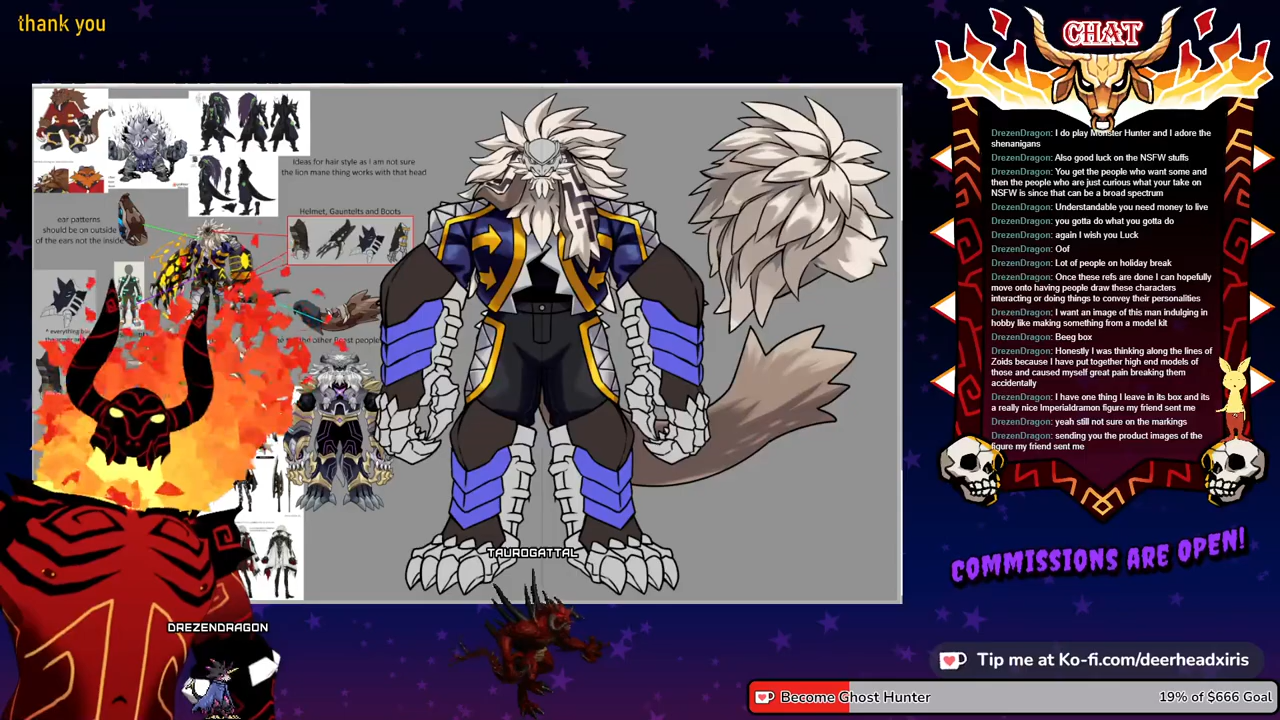 thank you
Ideas for hair style as I am not sure
the lion mane thing works with that head
Helmet, Gauntelts and Boots
ear patterns
should be on outside
of the ears not the inside
TAUROGATTAL
DREZENDRAGON
CHAT
DrezenDragon: I do play Monster Hunter and I adore the
shenanigans
DrezenDragon: Also good luck on the NSFW stuffs
DrezenDragon: You get the people who want some and
then the people who are just curious what your take on
NSFW is since that can be a broad spectrum
DrezenDragon: Understandable you need money to live
DrezenDragon: you gotta do what you gotta do
DrezenDragon: again I wish you Luck
DrezenDragon: Oof
DrezenDragon: Lot of people on holiday break
DrezenDragon: Once these refs are done I can hopefully
move onto having people draw these characters
interacting or doing things to convey their personalities
DrezenDragon: I want an image of this man indulging in
hobby like making something from a model kit
DrezenDragon: Beeg box
DrezenDragon: Honestly I was thinking along the lines of
Zoids because I have put together high end models of
those and caused myself great pain breaking them
accidentally
DrezenDragon: I have one thing I leave in its box and its
a really nice Imperialdramon figure my friend sent me
DrezenDragon: yeah still not sure on the markings
DrezenDragon: sending you the product images of the
figure my friend sent me
COMMISSIONS ARE OPEN!
Tip me at Ko-fi.com/deerheadxiris
Become Ghost Hunter
19% of $666 Goal